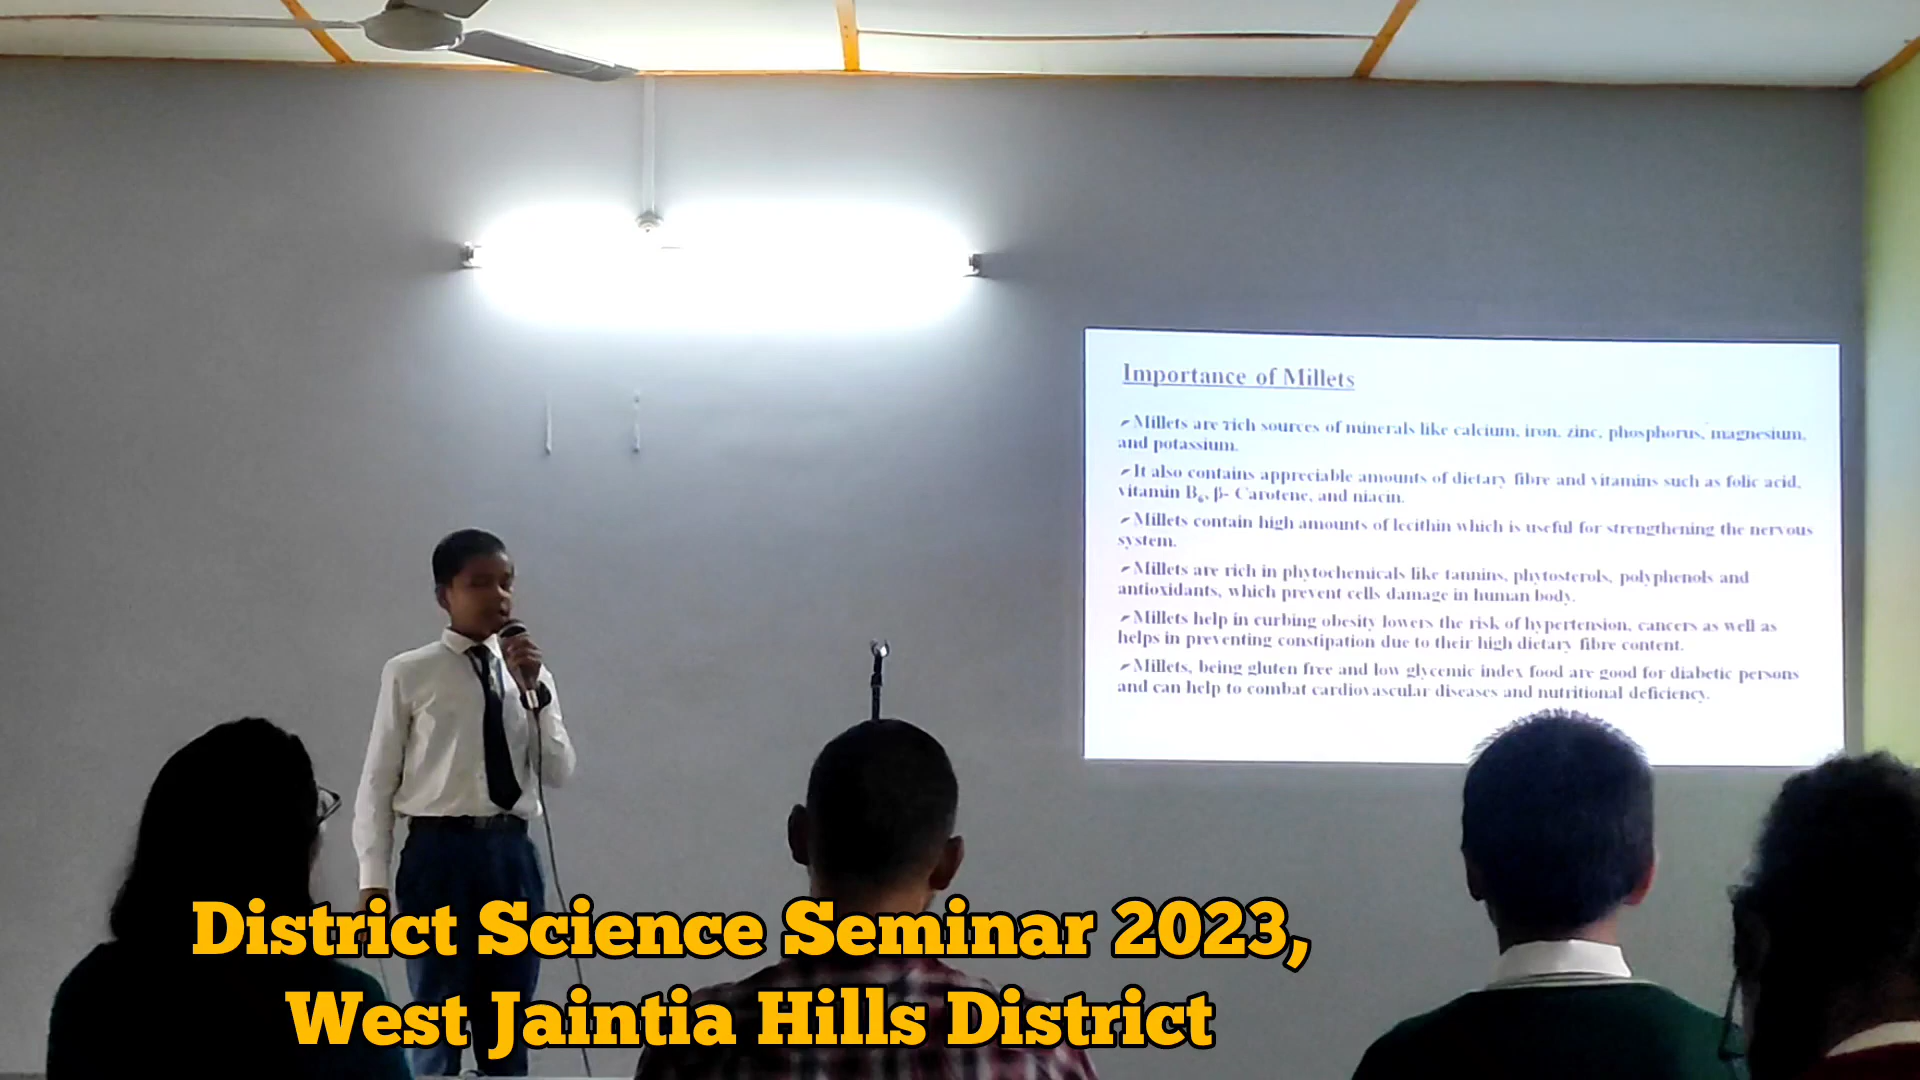 Importance of Millets
➢Millets are rich sources of minerals like calcium, iron, zinc, phosphorus, magnesium,
and potassium.
➢It also contains appreciable amounts of dietary fibre and vitamins such as folic acid,
vitamin B₆, β- Carotene, and niacin.
➢Millets contain high amounts of lecithin which is useful for strengthening the nervous
system.
➢Millets are rich in phytochemicals like tannins, phytosterols, polyphenols and
antioxidants, which prevent cells damage in human body.
➢Millets help in curbing obesity lowers the risk of hypertension, cancers as well as
helps in preventing constipation due to their high dietary fibre content.
➢Millets, being gluten free and low glycemic index food are good for diabetic persons
and can help to combat cardiovascular diseases and nutritional deficiency.
District Science Seminar 2023,
West Jaintia Hills District